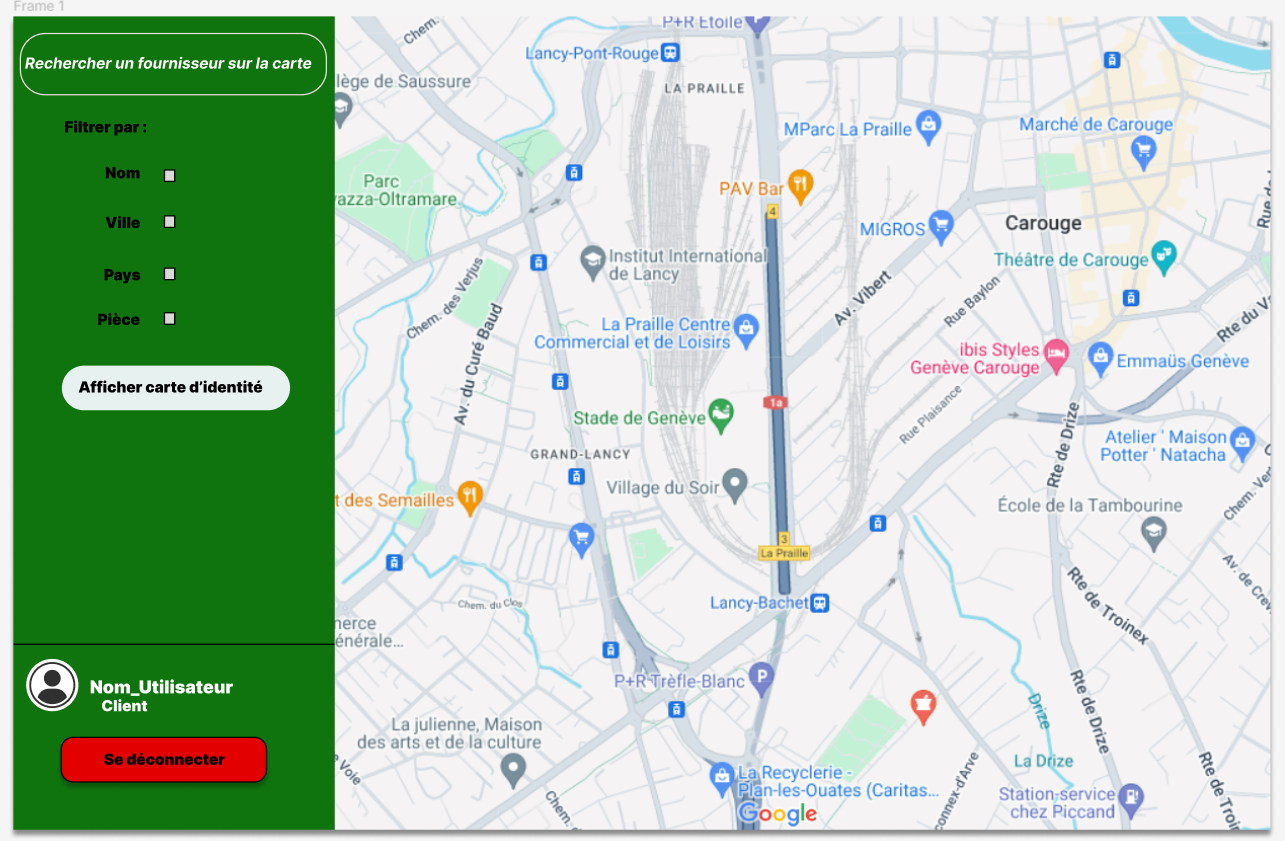 Frame 1
Rechercher un fournisseur sur la carte
Filtrer par :
Nom
Ville
Pays
Pièce
Afficher carte d'identité
Nom_Utilisateur
Client
Se déconnecter
Chem.
P+R Etoile
Lancy-Pont-Rouge
lège de Saussure
LA PRAILLE
MParc La Praille
Marché de Carouge
Parc
azza-Oltramare
PAV Bar
4
MIGROS
Carouge
Rue de
Théâtre de Carouge
Institut International
de Lancy
Chem. des Verjus
Av. Vibert
Rue Baylon
Rte du V
Av. du Curé Baud
La Praille Centre
Commercial et de Loisirs
ibis Styles
Genève Carouge
Emmaüs Genève
1a
Stade de Genève
Rue Plaisance
Rte de Drize
Atelier ' Maison
Potter ' Natacha
GRAND-LANCY
Village du Soir
t des Semailles
École de la Tambourine
Chem. Ver
3
La Praille
Av. de Crev
Chem. du Clos
Lancy-Bachet
Rte de Troinex
merce
énérale...
P+R Trèfle-Blanc
P
Rte de Drize
Drize
La julienne, Maison
des arts et de la culture
La Drize
Voie
La Recyclerie -
Plan-les-Ouates (Caritas...
Station-service
chez Piccand
Chem.
connex-d'Arve
Rte de Troin
Google